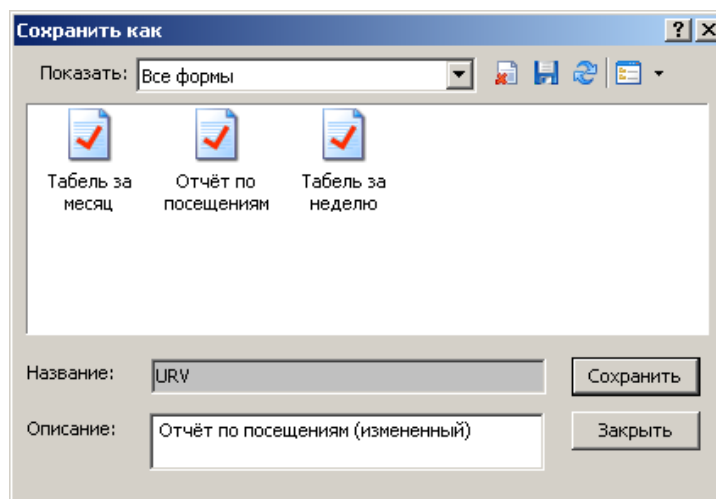 Сохранить как
Показать: Все формы
Табель за месяц
Отчёт по посещениям
Табель за неделю
Название: URV
Сохранить
Описание: Отчёт по посещениям (измененный)
Закрыть